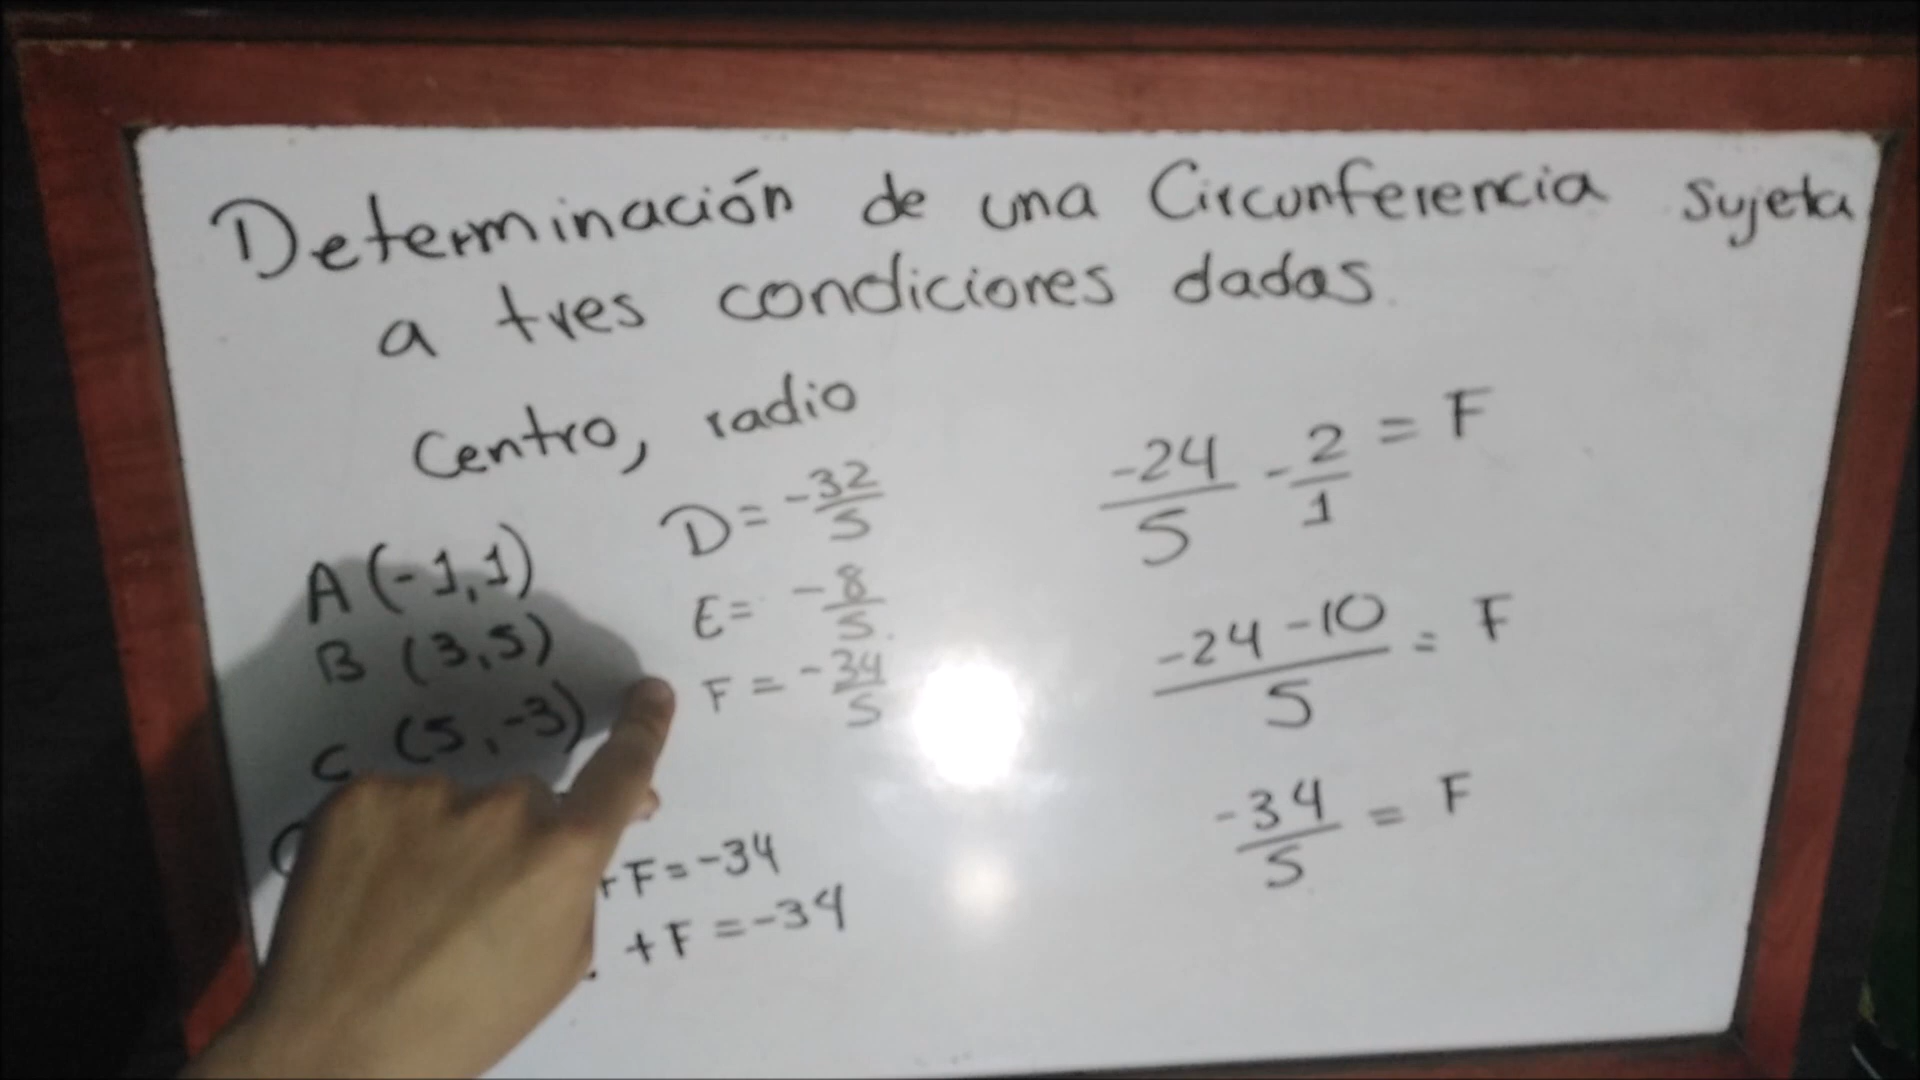 Determinación de una Circunferencia sujeta
a tres condiciones dadas.
Centro, radio
A (-1,1)
B (3,5)
C (5,-3)
D = -32/5
E = -8/5
F = -34/5
+F=-34
+F=-34
-24/5 - 2/1 = F
-24-10/5 = F
-34/5 = F